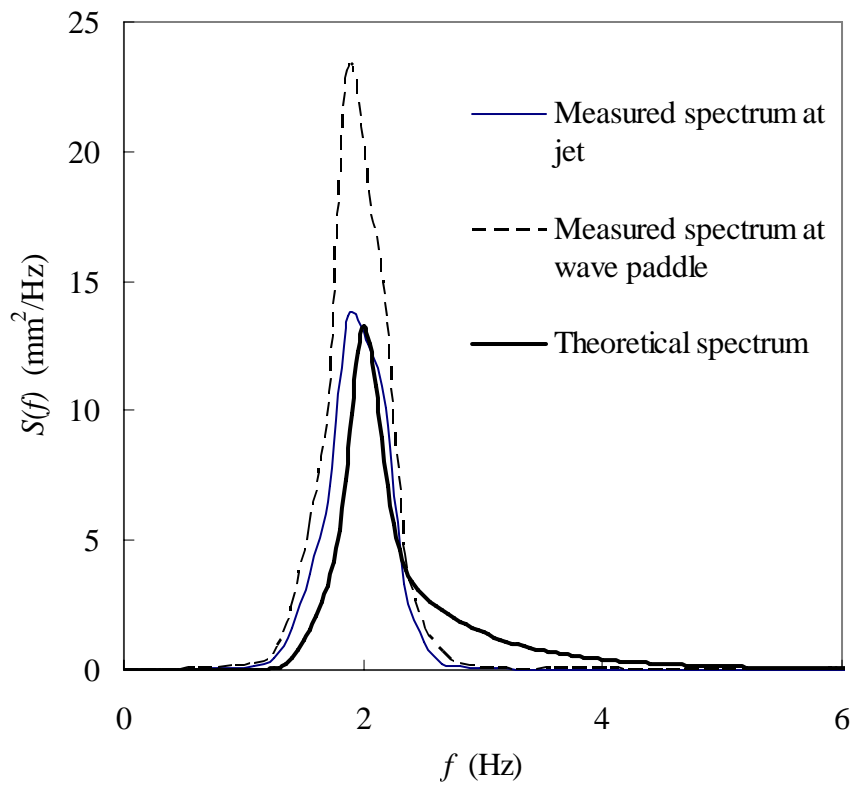 25
20
15
10
5
0
S(f) (mm²/Hz)
Measured spectrum at
jet
Measured spectrum at
wave paddle
Theoretical spectrum
0 2 4 6
f (Hz)